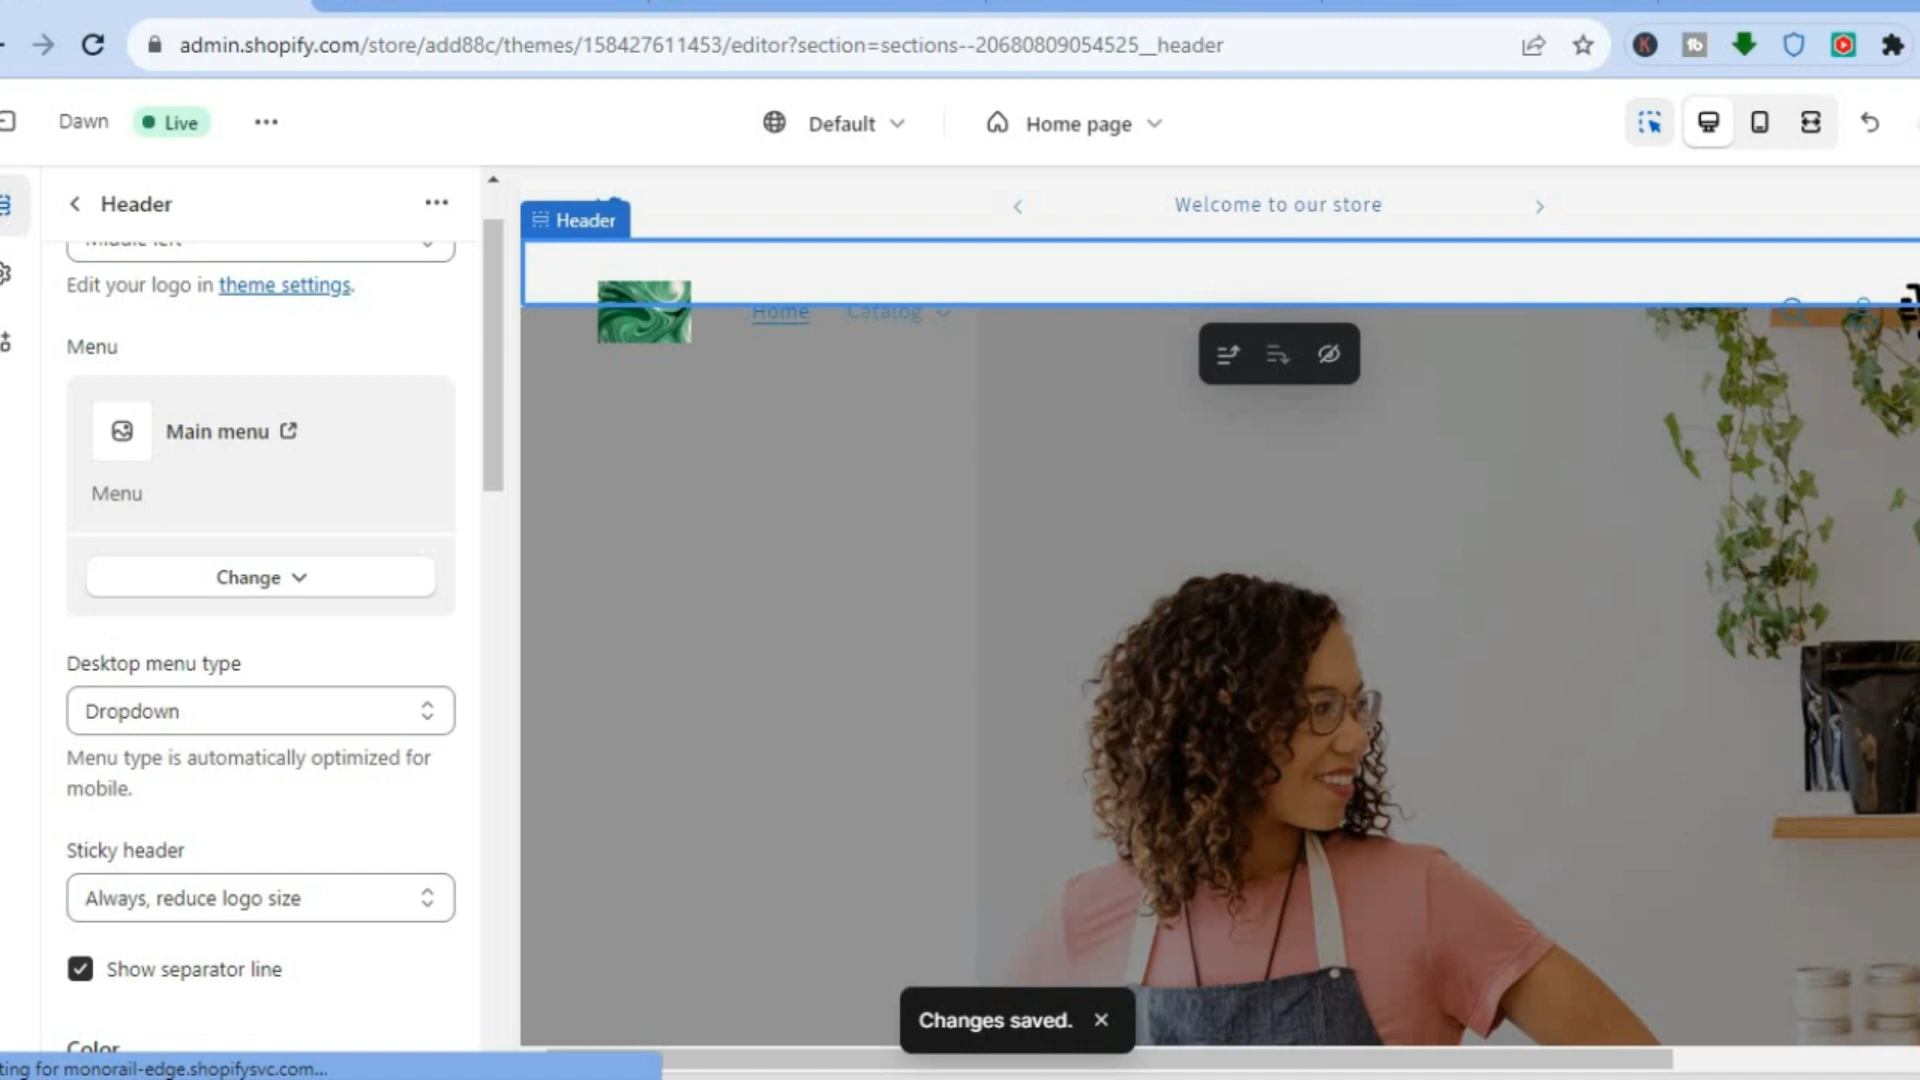 admin.shopify.com/store/add88c/themes/158427611453/editor?section=sections--20680809054525__header
Dawn
Live
Default
Home page
Header
Middle left
Edit your logo in theme settings.
Menu
Main menu
Menu
Change
Desktop menu type
Dropdown
Menu type is automatically optimized for
mobile.
Sticky header
Always, reduce logo size
Show separator line
Color
ting for monorail-edge.shopifysvc.com...
Welcome to our store
Header
Home
Catalog
Changes saved.
K
tb